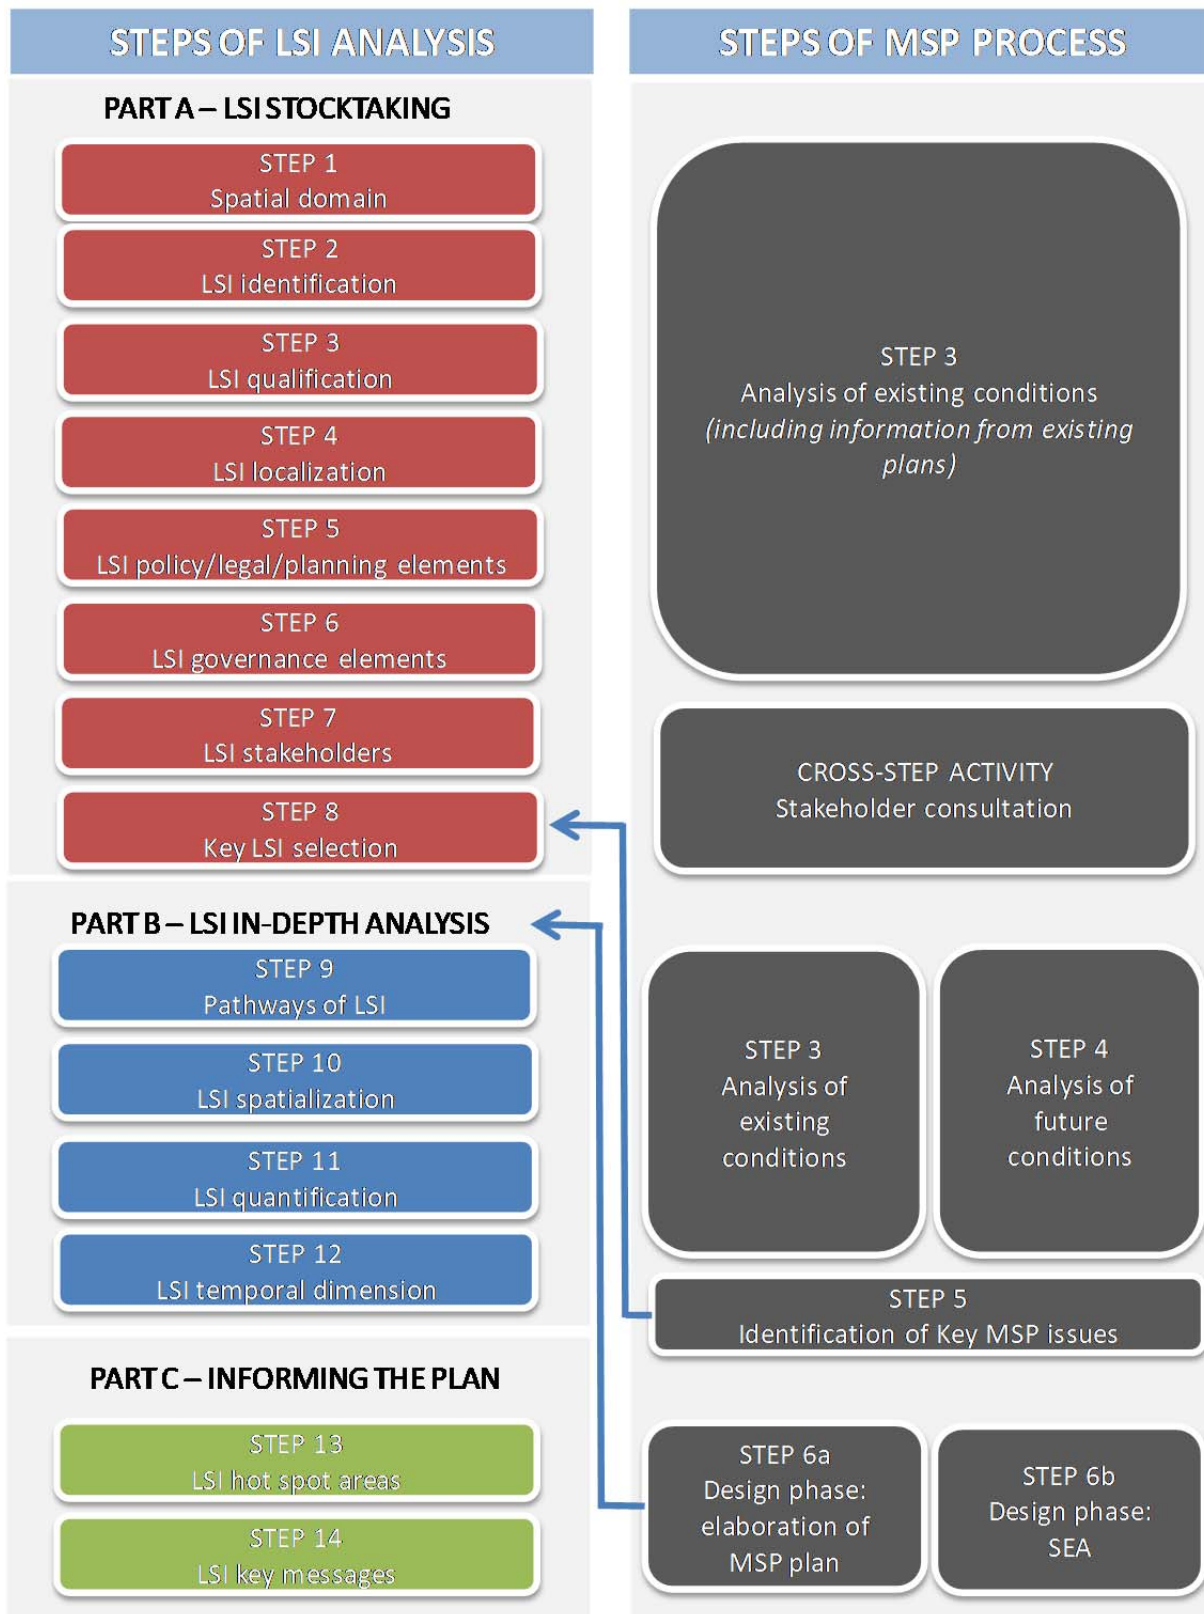 STEPS OF LSI ANALYSIS
PART A – LSI STOCKTAKING
STEP 1
Spatial domain
STEP 2
LSI identification
STEP 3
LSI qualification
STEP 4
LSI localization
STEP 5
LSI policy/legal/planning elements
STEP 6
LSI governance elements
STEP 7
LSI stakeholders
STEP 8
Key LSI selection
PART B – LSI IN-DEPTH ANALYSIS
STEP 9
Pathways of LSI
STEP 10
LSI spatialization
STEP 11
LSI quantification
STEP 12
LSI temporal dimension
PART C – INFORMING THE PLAN
STEP 13
LSI hot spot areas
STEP 14
LSI key messages
STEPS OF MSP PROCESS
STEP 3
Analysis of existing conditions
(including information from existing
plans)
CROSS-STEP ACTIVITY
Stakeholder consultation
STEP 3
Analysis of
existing
conditions
STEP 4
Analysis of
future
conditions
STEP 5
Identification of Key MSP issues
STEP 6a
Design phase:
elaboration of
MSP plan
STEP 6b
Design phase:
SEA